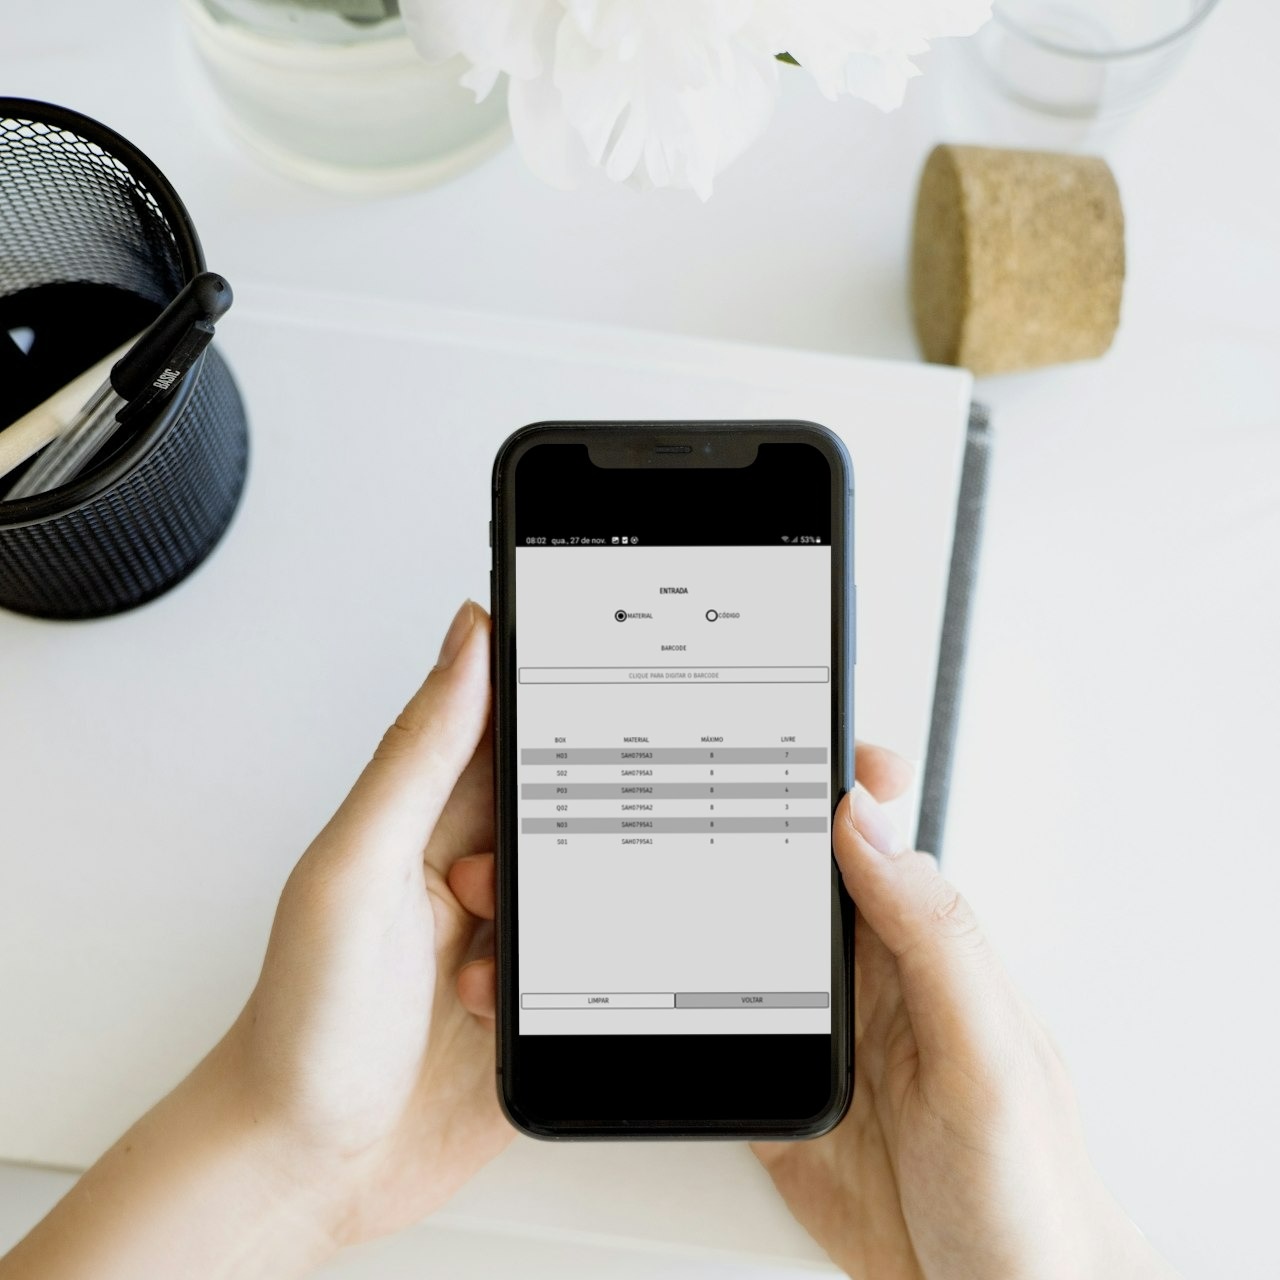 BASIC
08:02 qua., 27 de nov. 53%
ENTRADA
MATERIAL CÓDIGO
BARCODE
CLIQUE PARA DIGITAR O BARCODE
BOX MATERIAL MÁXIMO LIVRE
H03 SAH0795A3 8 7
S02 SAH0795A3 8 6
P03 SAH0795A2 8 4
Q02 SAH0795A2 8 3
N03 SAH0795A1 8 5
S01 SAH0795A1 8 6
LIMPAR VOLTAR